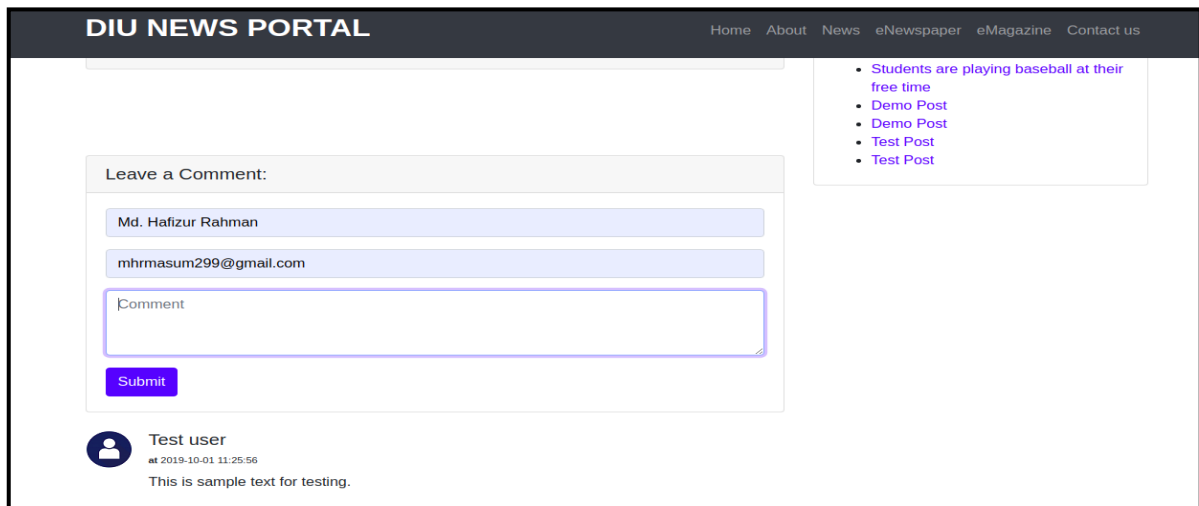 DIU NEWS PORTAL
Home About News eNewspaper eMagazine Contact us
Students are playing baseball at their
free time
Demo Post
Demo Post
Test Post
Test Post
Leave a Comment:
Md. Hafizur Rahman
mhrmasum299@gmail.com
Comment
Submit
Test user
at 2019-10-01 11:25:56
This is sample text for testing.